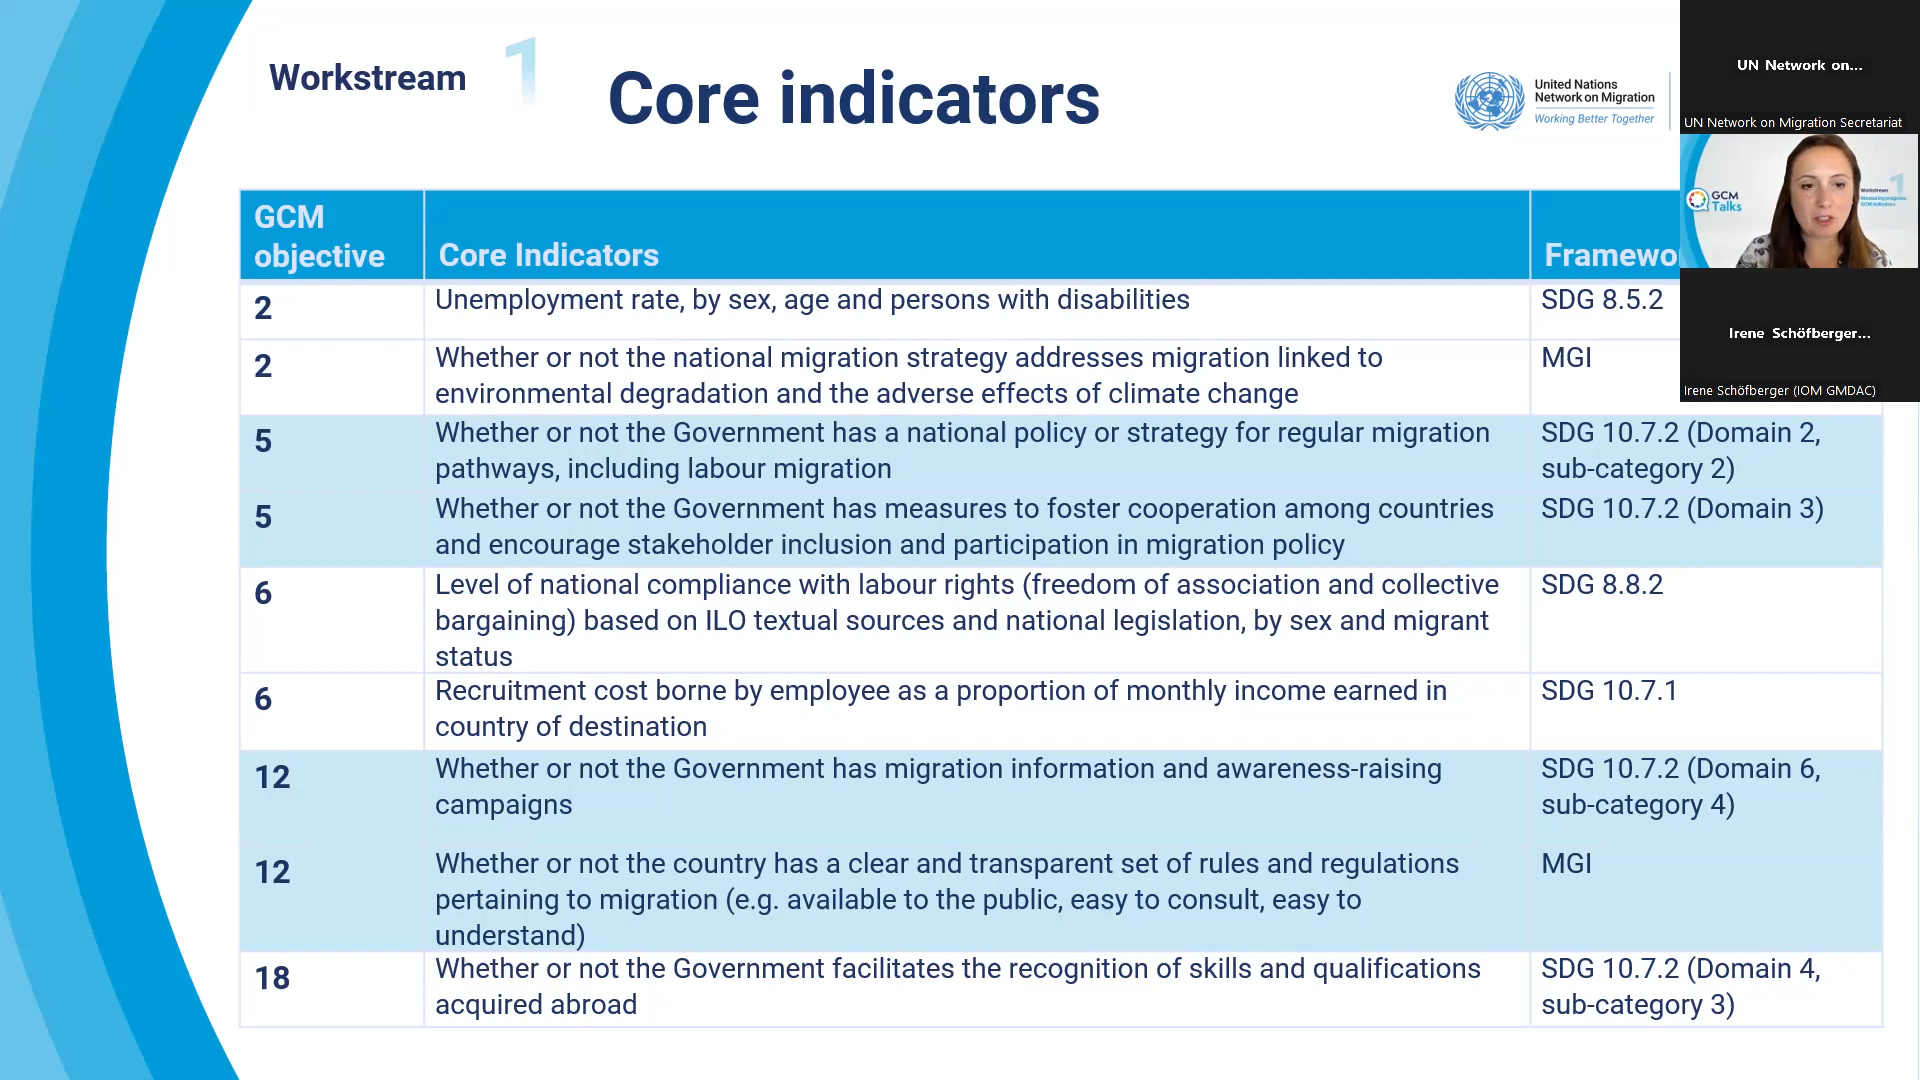 Workstream 1
Core indicators
United Nations
Network on Migration
Working Better Together
UN Network on...
UN Network on Migration Secretariat
GCM
Talks
Workstream 1
Measuring progress:
GCM indicators
Irene Schöfberger...
Irene Schöfberger (IOM GMDAC)
GCM
objective
Core Indicators
Framewo
2
Unemployment rate, by sex, age and persons with disabilities
SDG 8.5.2
2
Whether or not the national migration strategy addresses migration linked to
environmental degradation and the adverse effects of climate change
MGI
5
Whether or not the Government has a national policy or strategy for regular migration
pathways, including labour migration
SDG 10.7.2 (Domain 2,
sub-category 2)
5
Whether or not the Government has measures to foster cooperation among countries
and encourage stakeholder inclusion and participation in migration policy
SDG 10.7.2 (Domain 3)
6
Level of national compliance with labour rights (freedom of association and collective
bargaining) based on ILO textual sources and national legislation, by sex and migrant
status
SDG 8.8.2
6
Recruitment cost borne by employee as a proportion of monthly income earned in
country of destination
SDG 10.7.1
12
Whether or not the Government has migration information and awareness-raising
campaigns
SDG 10.7.2 (Domain 6,
sub-category 4)
12
Whether or not the country has a clear and transparent set of rules and regulations
pertaining to migration (e.g. available to the public, easy to consult, easy to
understand)
MGI
18
Whether or not the Government facilitates the recognition of skills and qualifications
acquired abroad
SDG 10.7.2 (Domain 4,
sub-category 3)